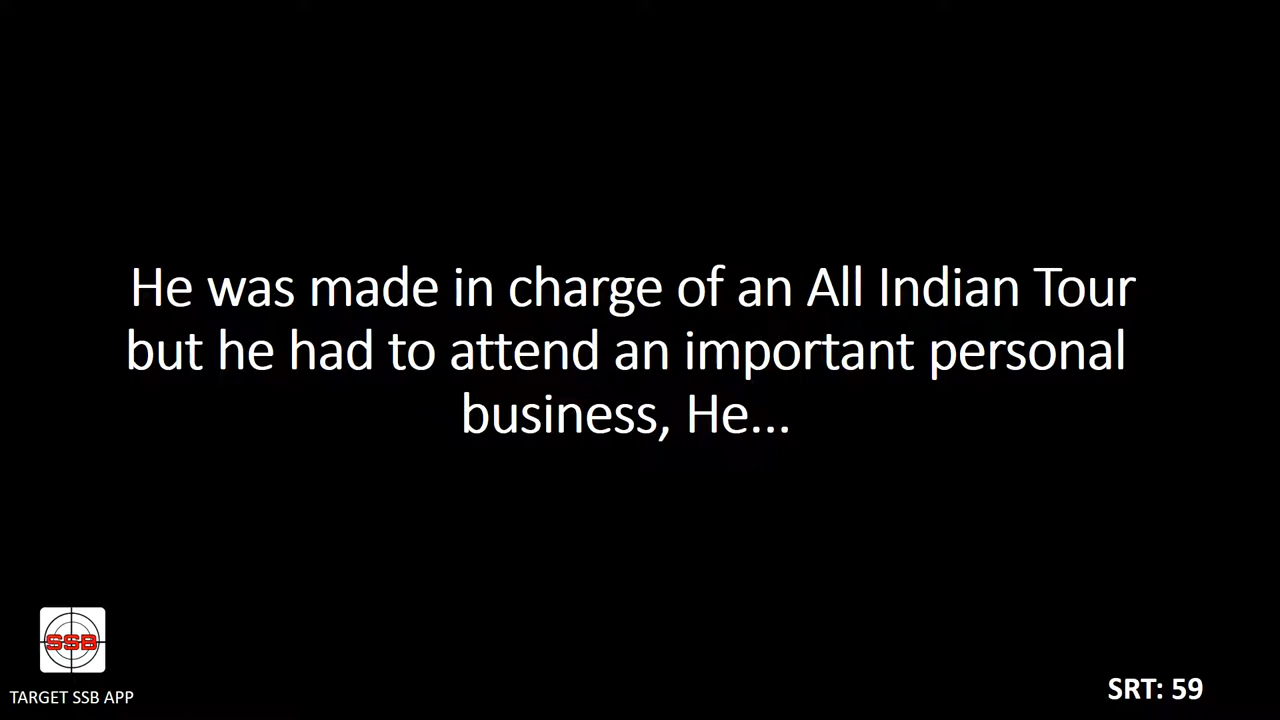 He was made in charge of an All Indian Tour
but he had to attend an important personal
business, He...
SSB
TARGET SSB APP
SRT: 59